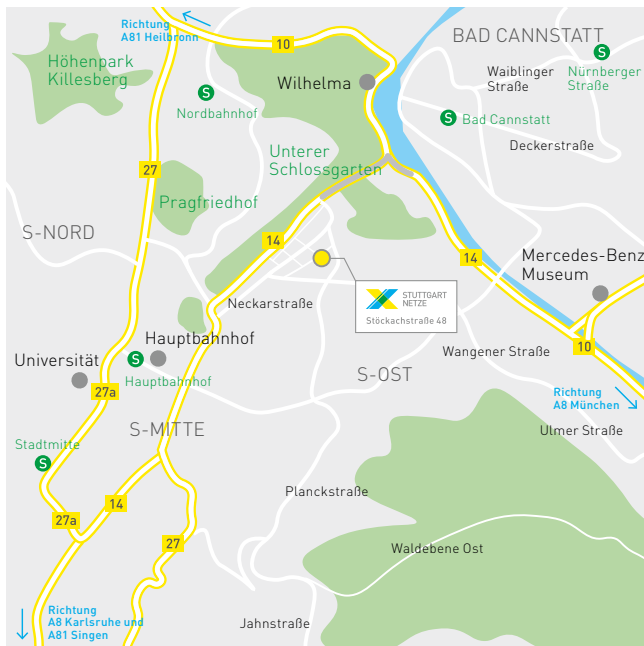 Richtung
A81 Heilbronn
10
BAD CANNSTATT
Höhenpark
Killesberg
S
Nordbahnhof
Wilhelma
Waiblinger
Straße
S
Nürnberger
Straße
S
Bad Cannstatt
Deckerstraße
27
Unterer
Schlossgarten
Pragfriedhof
S-NORD
14
14
Mercedes-Benz
Museum
STUTTGART
NETZE
Stöckachstraße 48
Neckarstraße
Hauptbahnhof
S
Hauptbahnhof
Universität
27a
Wangener Straße
10
S-OST
Richtung
A8 München
S-MITTE
Ulmer Straße
Stadtmitte
S
Planckstraße
14
27a
27
Waldebene Ost
Richtung
A8 Karlsruhe und
A81 Singen
Jahnstraße